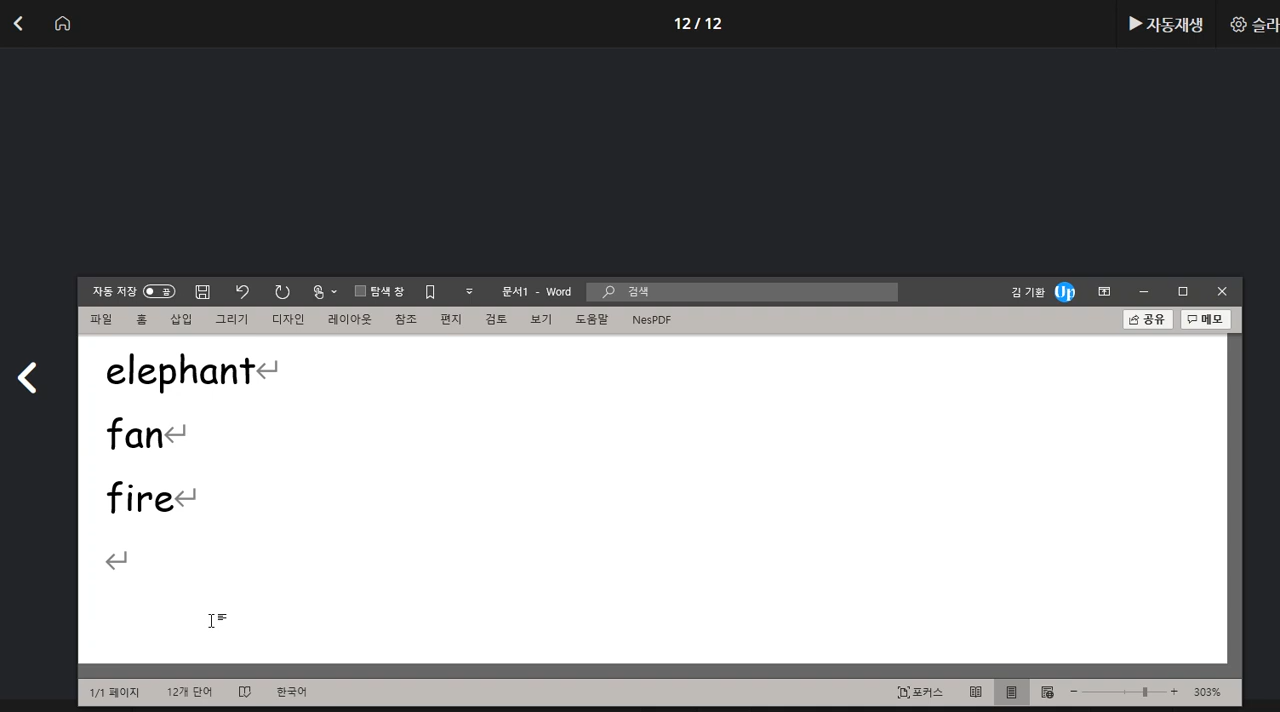 12 / 12
▶ 자동재생
슬라
자동 저장 끔
탐색 창
문서1 - Word
검색
김 기환
Up
파일 홈 삽입 그리기 디자인 레이아웃 참조 편지 검토 보기 도움말 NesPDF
공유
메모
elephant↵
fan↵
fire↵
↵
1/1 페이지 12개 단어 한국어
포커스
− + 303%